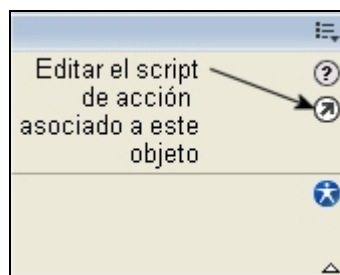 Editar el script
de acción
asociado a este
objeto
?